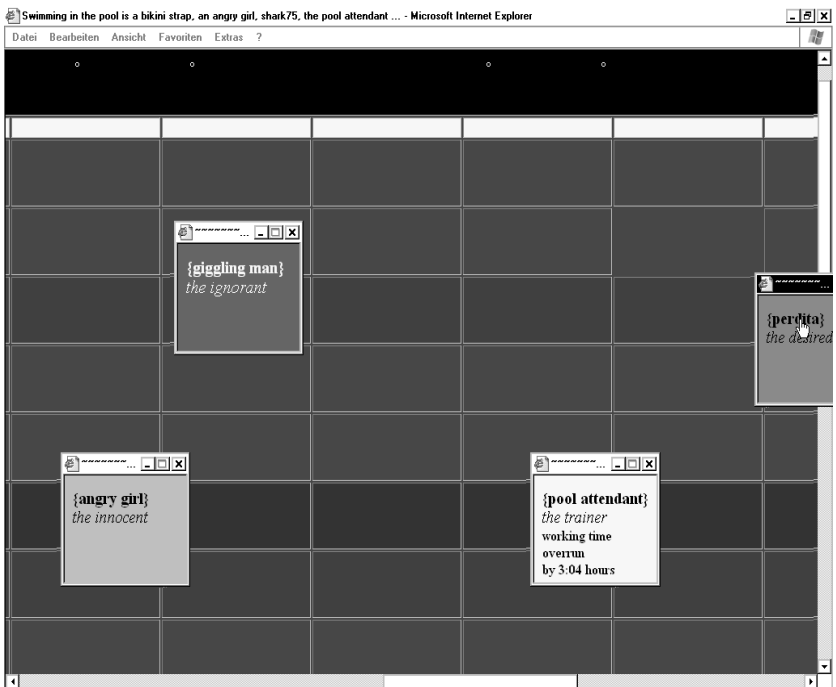 Swimming in the pool is a bikini strap, an angry girl, shark75, the pool attendant ... - Microsoft Internet Explorer
Datei Bearbeiten Ansicht Favoriten Extras ?
~~~~~~~...
{giggling man}
the ignorant
~~~~~~~...
{perdita}
the desired
~~~~~~~...
{angry girl}
the innocent
~~~~~~~...
{pool attendant}
the trainer
working time
overrun
by 3:04 hours